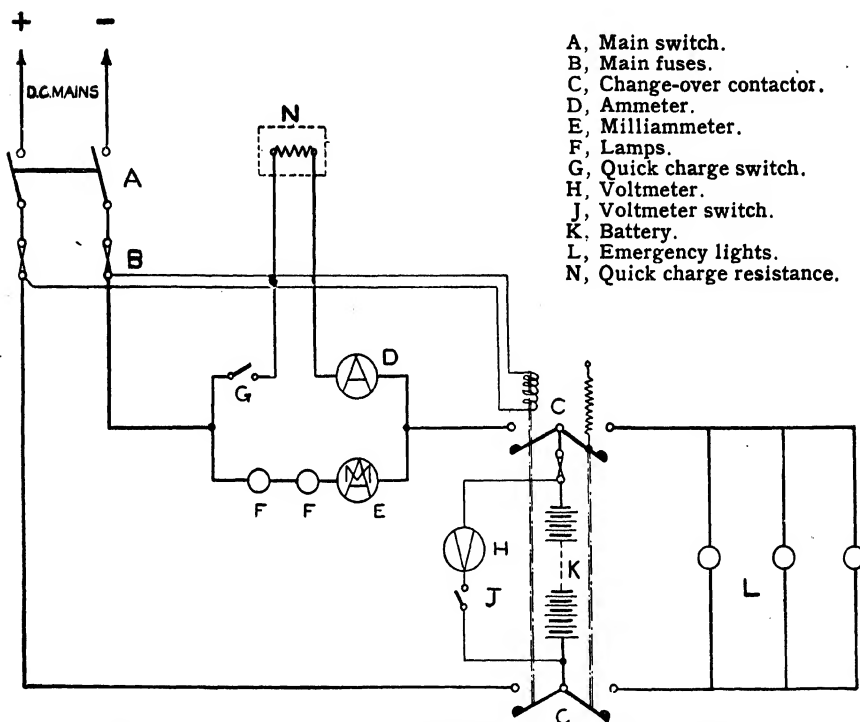 + -
D.C. MAINS
A, Main switch.
B, Main fuses.
C, Change-over contactor.
D, Ammeter.
E, Milliammeter.
F, Lamps.
G, Quick charge switch.
H, Voltmeter.
J, Voltmeter switch.
K, Battery.
L, Emergency lights.
N, Quick charge resistance.
N
A
B
D
A
G
C
F
F
MA
E
V
H
J
K
L
C